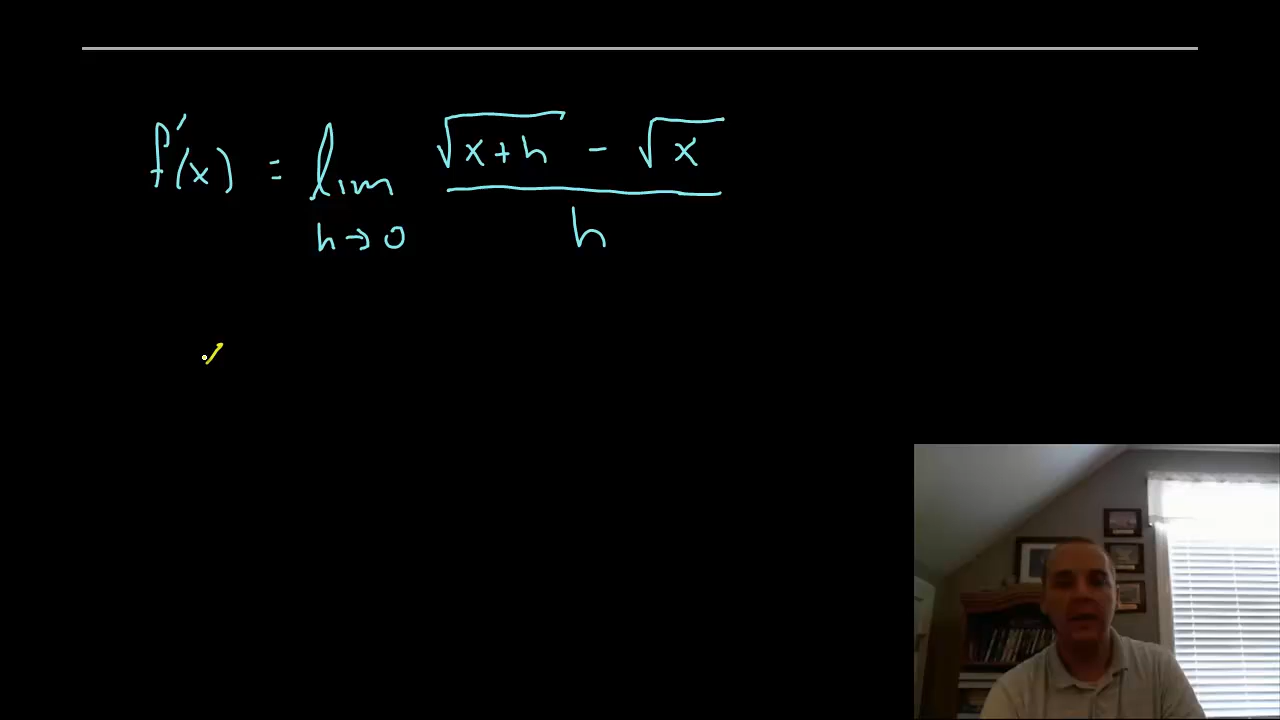 f'(x) = lim h→0 √(x+h) - √x / h